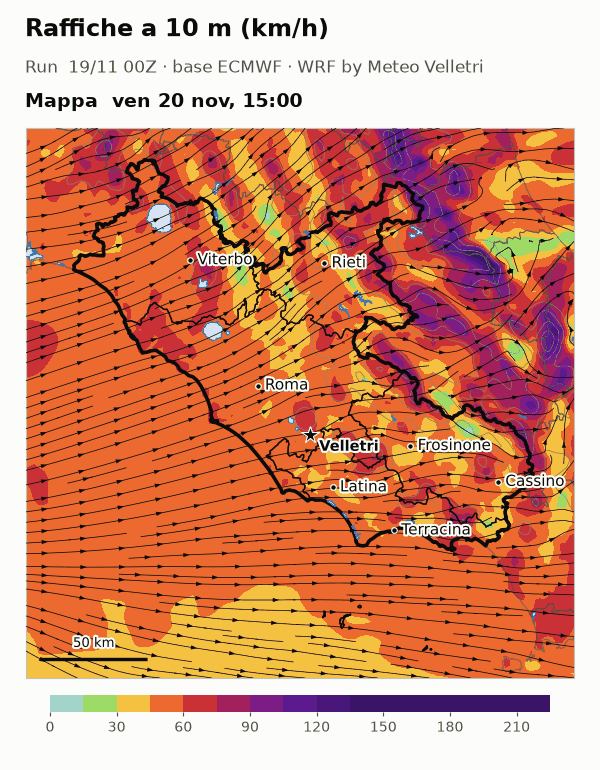 Raffiche a 10 m (km/h)
Run  19/11 00Z · base ECMWF · WRF by Meteo Velletri
Mappa  ven 20 nov, 15:00
Viterbo
Rieti
Roma
Velletri
Frosinone
Latina
Cassino
Terracina
50 km
0 30 60 90 120 150 180 210